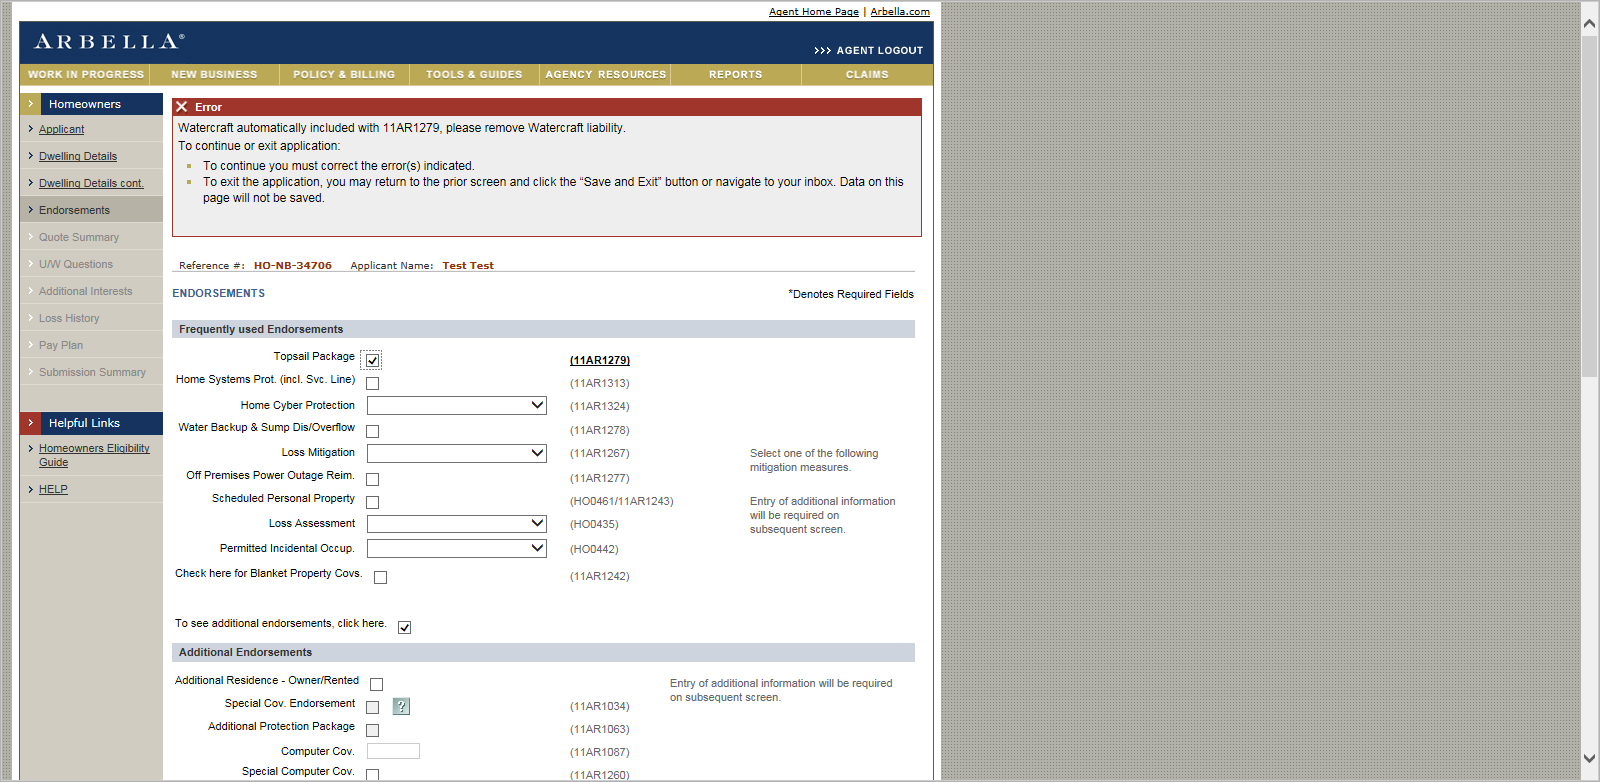 Agent Home Page | Arbella.com
ARBELLA®
>>> AGENT LOGOUT
WORK IN PROGRESS NEW BUSINESS POLICY & BILLING TOOLS & GUIDES AGENCY RESOURCES REPORTS CLAIMS
Homeowners
Applicant
Dwelling Details
Dwelling Details cont.
Endorsements
Quote Summary
U/W Questions
Additional Interests
Loss History
Pay Plan
Submission Summary
Helpful Links
Homeowners Eligibility
Guide
HELP
Error
Watercraft automatically included with 11AR1279, please remove Watercraft liability.
To continue or exit application:
To continue you must correct the error(s) indicated.
To exit the application, you may return to the prior screen and click the “Save and Exit” button or navigate to your inbox. Data on this
page will not be saved.
Reference #: HO-NB-34706 Applicant Name: Test Test
ENDORSEMENTS
*Denotes Required Fields
Frequently used Endorsements
Topsail Package (11AR1279)
Home Systems Prot. (incl. Svc. Line) (11AR1313)
Home Cyber Protection (11AR1324)
Water Backup & Sump Dis/Overflow (11AR1278)
Loss Mitigation (11AR1267) Select one of the following
mitigation measures.
Off Premises Power Outage Reim. (11AR1277)
Scheduled Personal Property (HO0461/11AR1243) Entry of additional information
will be required on
subsequent screen.
Loss Assessment (HO0435)
Permitted Incidental Occup. (HO0442)
Check here for Blanket Property Covs. (11AR1242)
To see additional endorsements, click here.
Additional Endorsements
Additional Residence - Owner/Rented Entry of additional information will be required
on subsequent screen.
Special Cov. Endorsement ? (11AR1034)
Additional Protection Package (11AR1063)
Computer Cov. (11AR1087)
Special Computer Cov. (11AR1260)